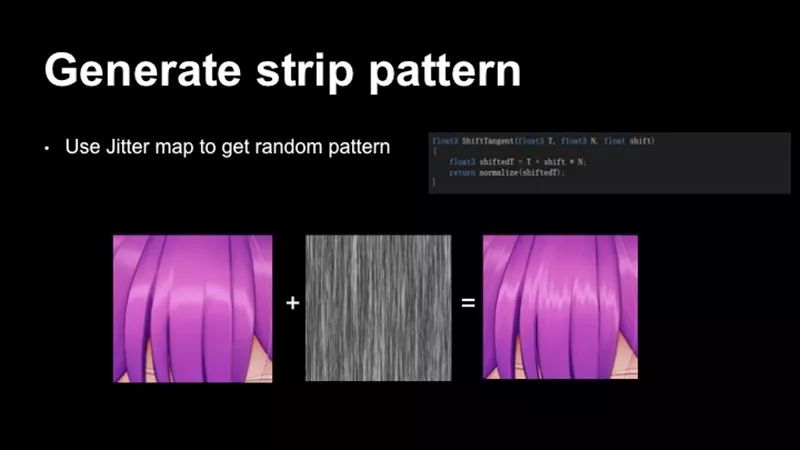 Generate strip pattern
• Use Jitter map to get random pattern
float3 ShiftTangent(float3 T, float3 N, float shift)
{
float3 shiftedT = T + shift * N;
return normalize(shiftedT);
}
+ =